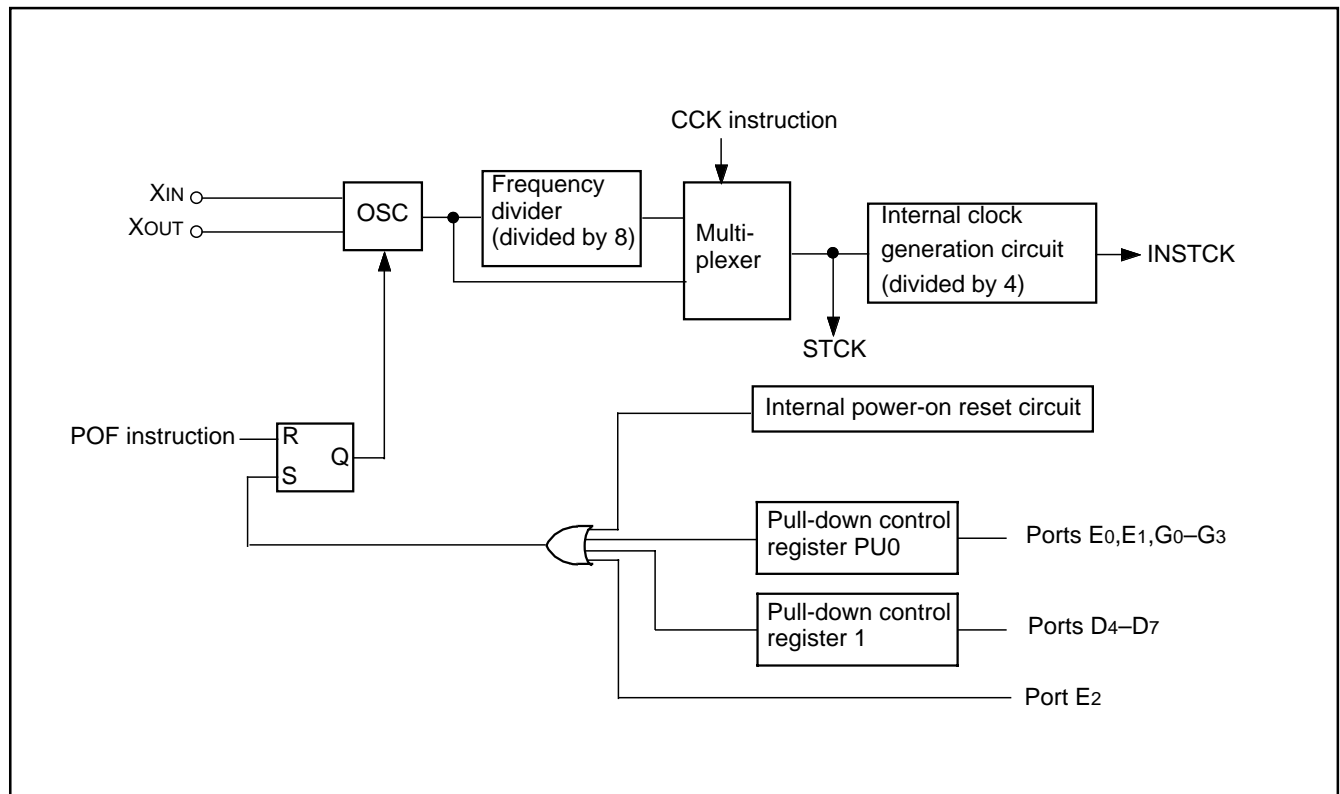 CCK instruction
XIN
XOUT
OSC
Frequency
divider
(divided by 8)
Multi-
plexer
Internal clock
generation circuit
(divided by 4)
INSTCK
STCK
Internal power-on reset circuit
POF instruction
R
S
Q
Pull-down control
register PU0
Ports E0,E1,G0–G3
Pull-down control
register 1
Ports D4–D7
Port E2